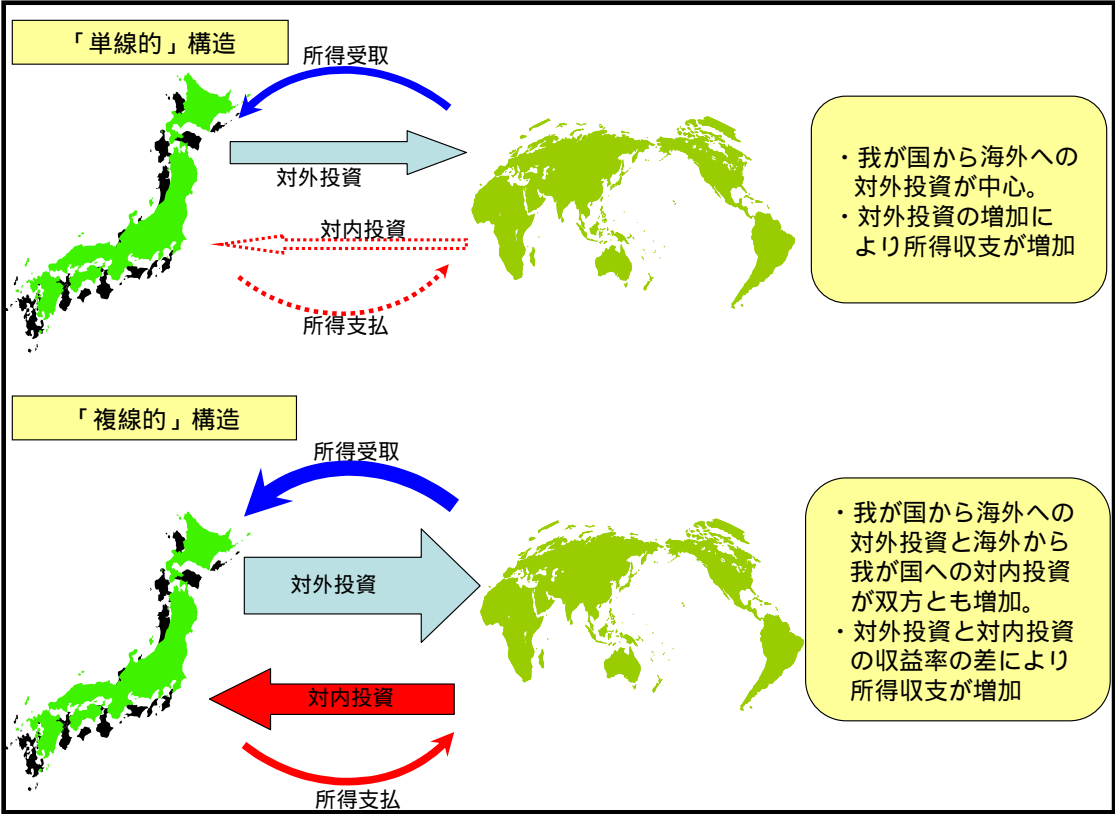 「単線的」構造
所得受取
対外投資
対内投資
所得支払
・我が国から海外への
対外投資が中心。
・対外投資の増加に
より所得収支が増加
「複線的」構造
所得受取
対外投資
対内投資
所得支払
・我が国から海外への
対外投資と海外から
我が国への対内投資
が双方とも増加。
・対外投資と対内投資
の収益率の差により
所得収支が増加